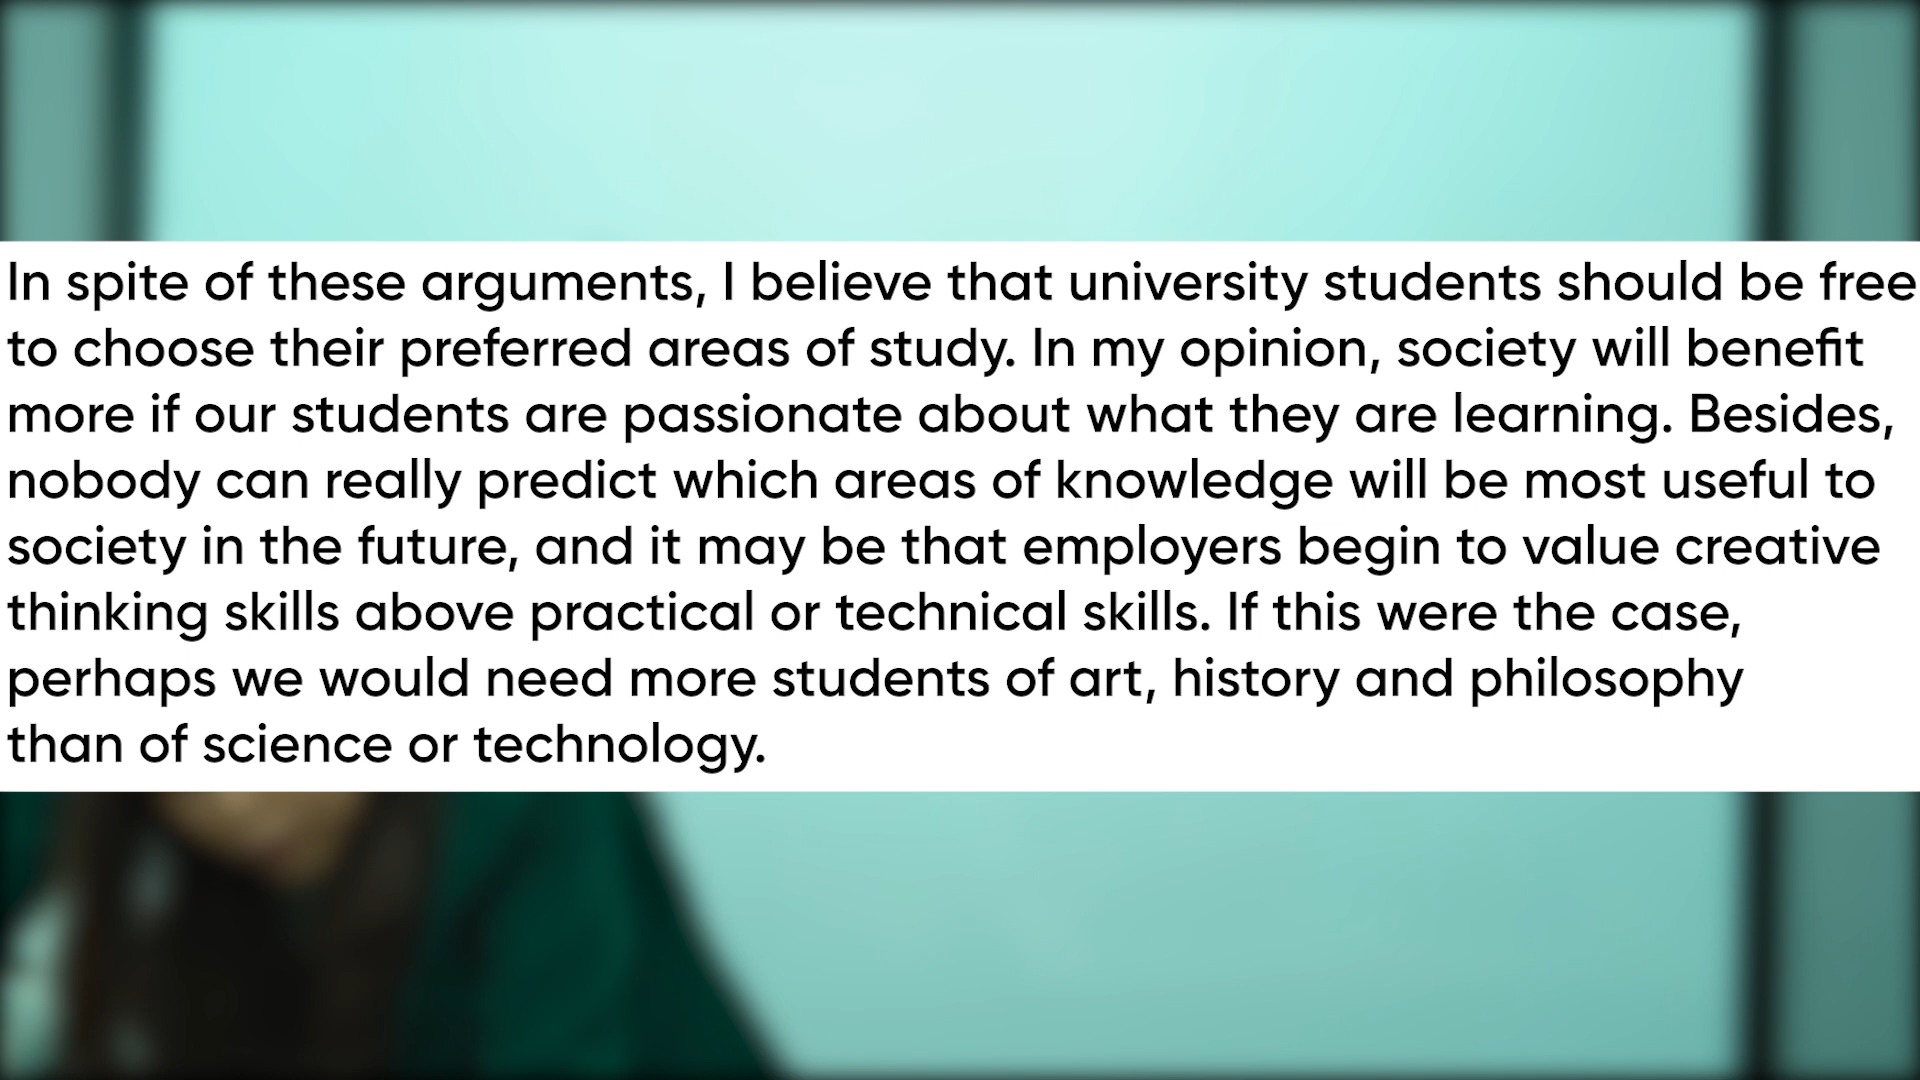 In spite of these arguments, I believe that university students should be free
to choose their preferred areas of study. In my opinion, society will benefit
more if our students are passionate about what they are learning. Besides,
nobody can really predict which areas of knowledge will be most useful to
society in the future, and it may be that employers begin to value creative
thinking skills above practical or technical skills. If this were the case,
perhaps we would need more students of art, history and philosophy
than of science or technology.